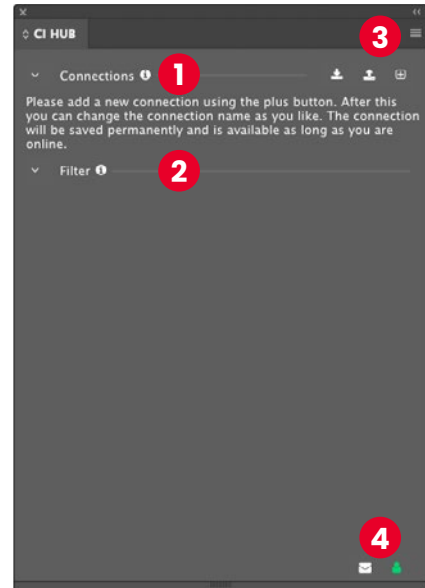 CI HUB
3
Connections
1
Please add a new connection using the plus button. After this
you can change the connection name as you like. The connection
will be saved permanently and is available as long as you are
online.
Filter
2
4